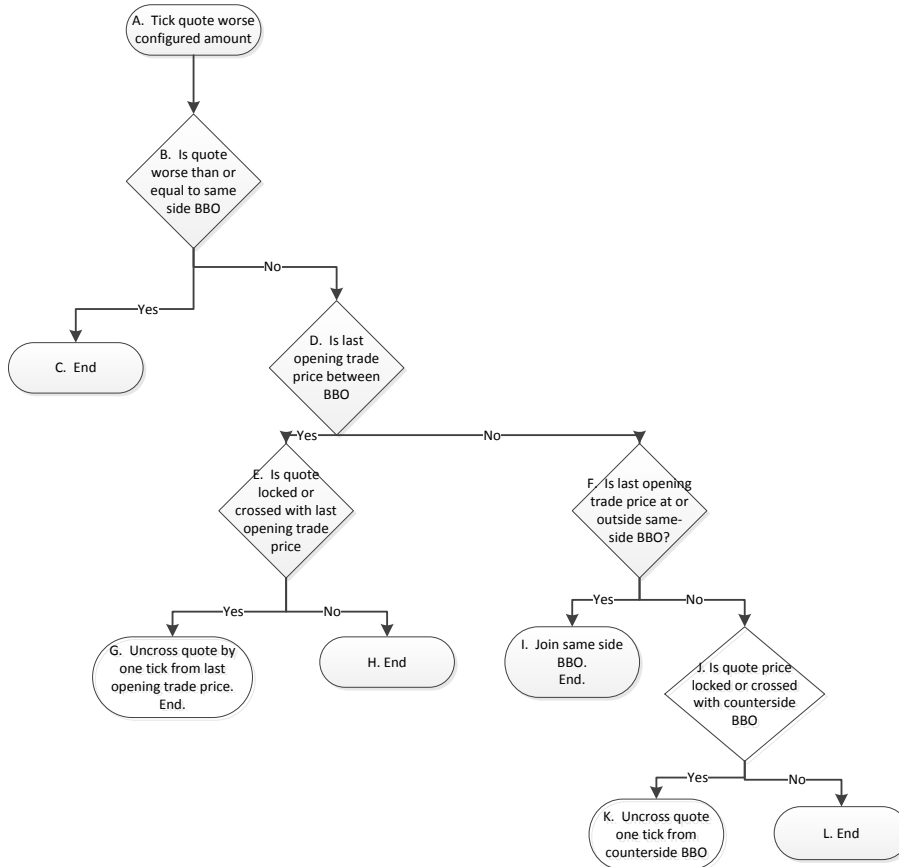 A.  Tick quote worse
configured amount
B.  Is quote
worse than or
equal to same
side BBO
No
Yes
C.  End
D.  Is last
opening trade
price between
BBO
Yes
No
E.  Is quote
locked or
crossed with last
opening trade
price
F.  Is last opening
trade price at or
outside same-
side BBO?
Yes
No
Yes
No
G.  Uncross quote by
one tick from last
opening trade price.
End.
H. End
I.  Join same side
BBO.
End.
J. Is quote price
locked or crossed
with counterside
BBO
Yes
No
K.  Uncross quote
one tick from
counterside BBO
L. End